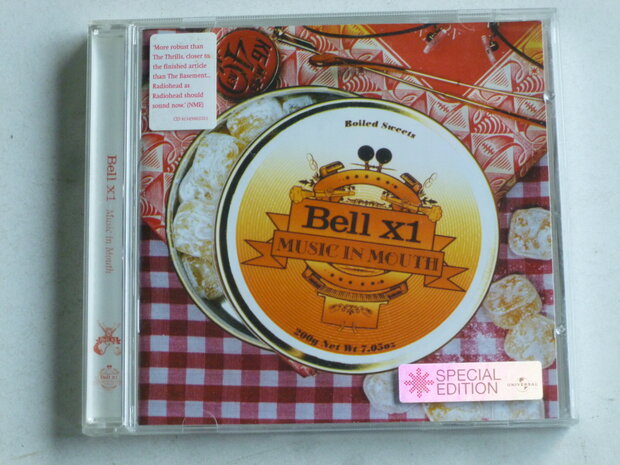 'More robust than
The Thrills, closer to
the finished article
than The Basement...
Radiohead as
Radiohead should
sound now.' (NME)
Bell x1 Music in Mouth
Bell x1
Boiled Sweets
Bell x1
MUSIC IN MOUTH
200g Net Wt 7.05oz
SPECIAL
EDITION
UNIVERSAL